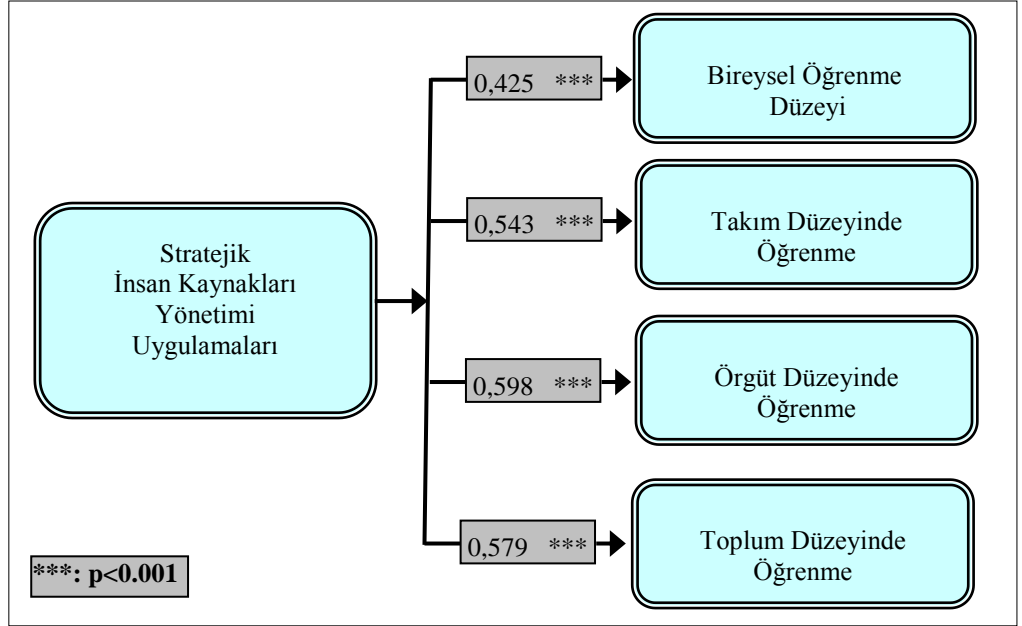 0,425 ***
Bireysel Öğrenme
Düzeyi
0,543 ***
Takım Düzeyinde
Öğrenme
Stratejik
İnsan Kaynakları
Yönetimi
Uygulamaları
0,598 ***
Örgüt Düzeyinde
Öğrenme
0,579 ***
Toplum Düzeyinde
Öğrenme
***: p<0.001